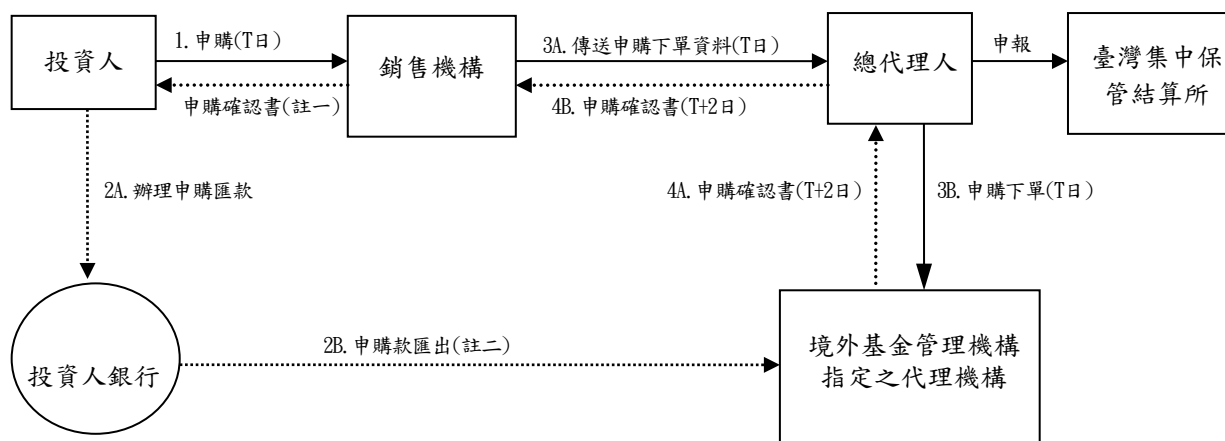 1.申購(T日)
投資人
銷售機構
3A.傳送申購下單資料(T日)
總代理人
申報
臺灣集中保
管結算所
申購確認書(註一)
4B.申購確認書(T+2日)
2A.辦理申購匯款
4A.申購確認書(T+2日)
3B.申購下單(T日)
投資人銀行
2B.申購款匯出(註二)
境外基金管理機構
指定之代理機構